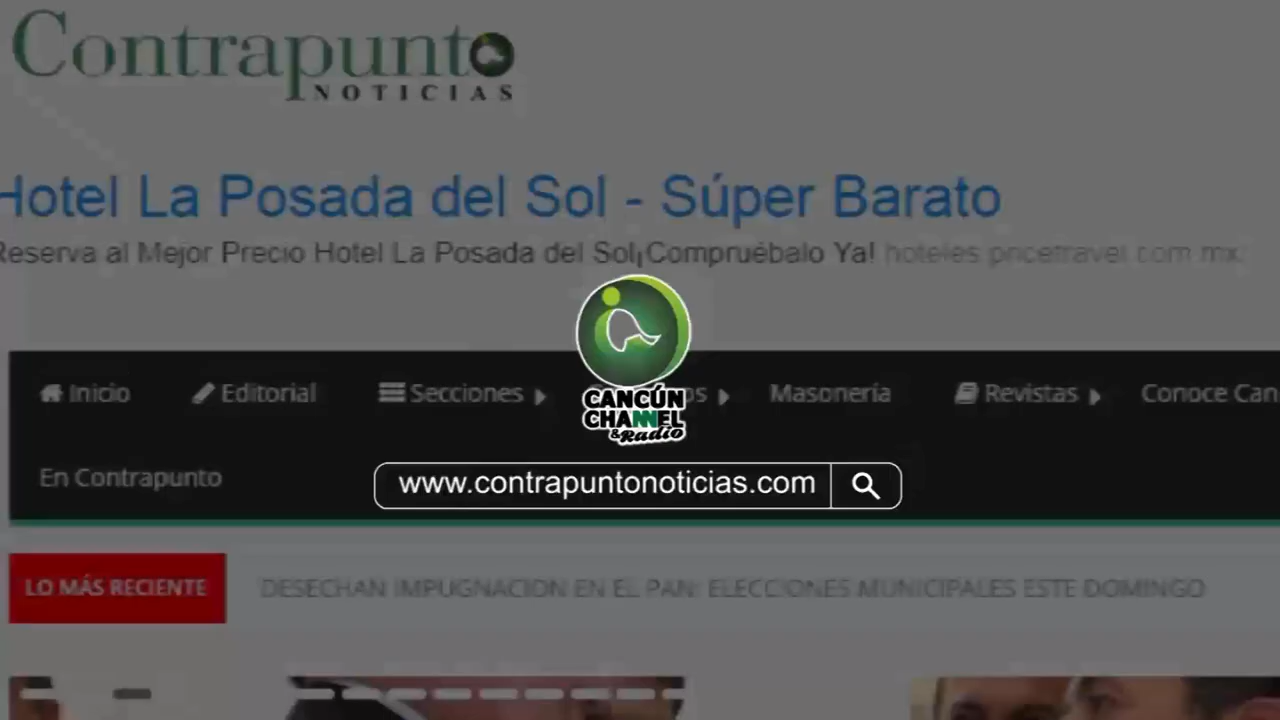 Contrapunto
NOTICIAS
Hotel La Posada del Sol - Súper Barato
Reserva al Mejor Precio Hotel La Posada del Sol¡Compruébalo Ya! hoteles.pricetravel.com.mx
Inicio Editorial Secciones Masonería Revistas Conoce Can
CANCÚN
CHANNEL
&Radio
En Contrapunto
www.contrapuntonoticias.com
LO MÁS RECIENTE DESECHAN IMPUGNACION EN EL PAN: ELECCIONES MUNICIPALES ESTE DOMINGO